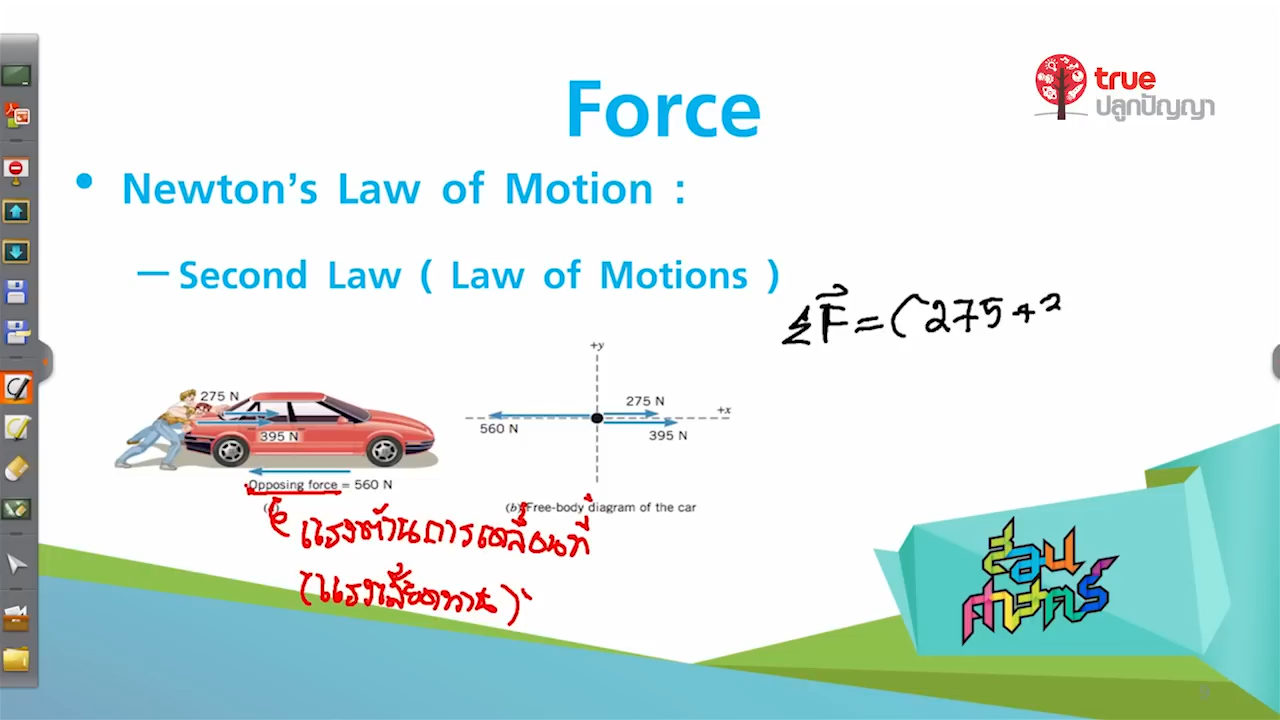 Force
true
ปลูกปัญญา
• Newton's Law of Motion :
– Second Law ( Law of Motions )
ΣF⃗ = ( 275 + 2
275 N
395 N
Opposing force = 560 N
+y
+x
275 N
560 N
395 N
(b) Free-body diagram of the car
แรงต้านการเคลื่อนที่
(แรงเสียดทาน)
สอน
ศาสตร์